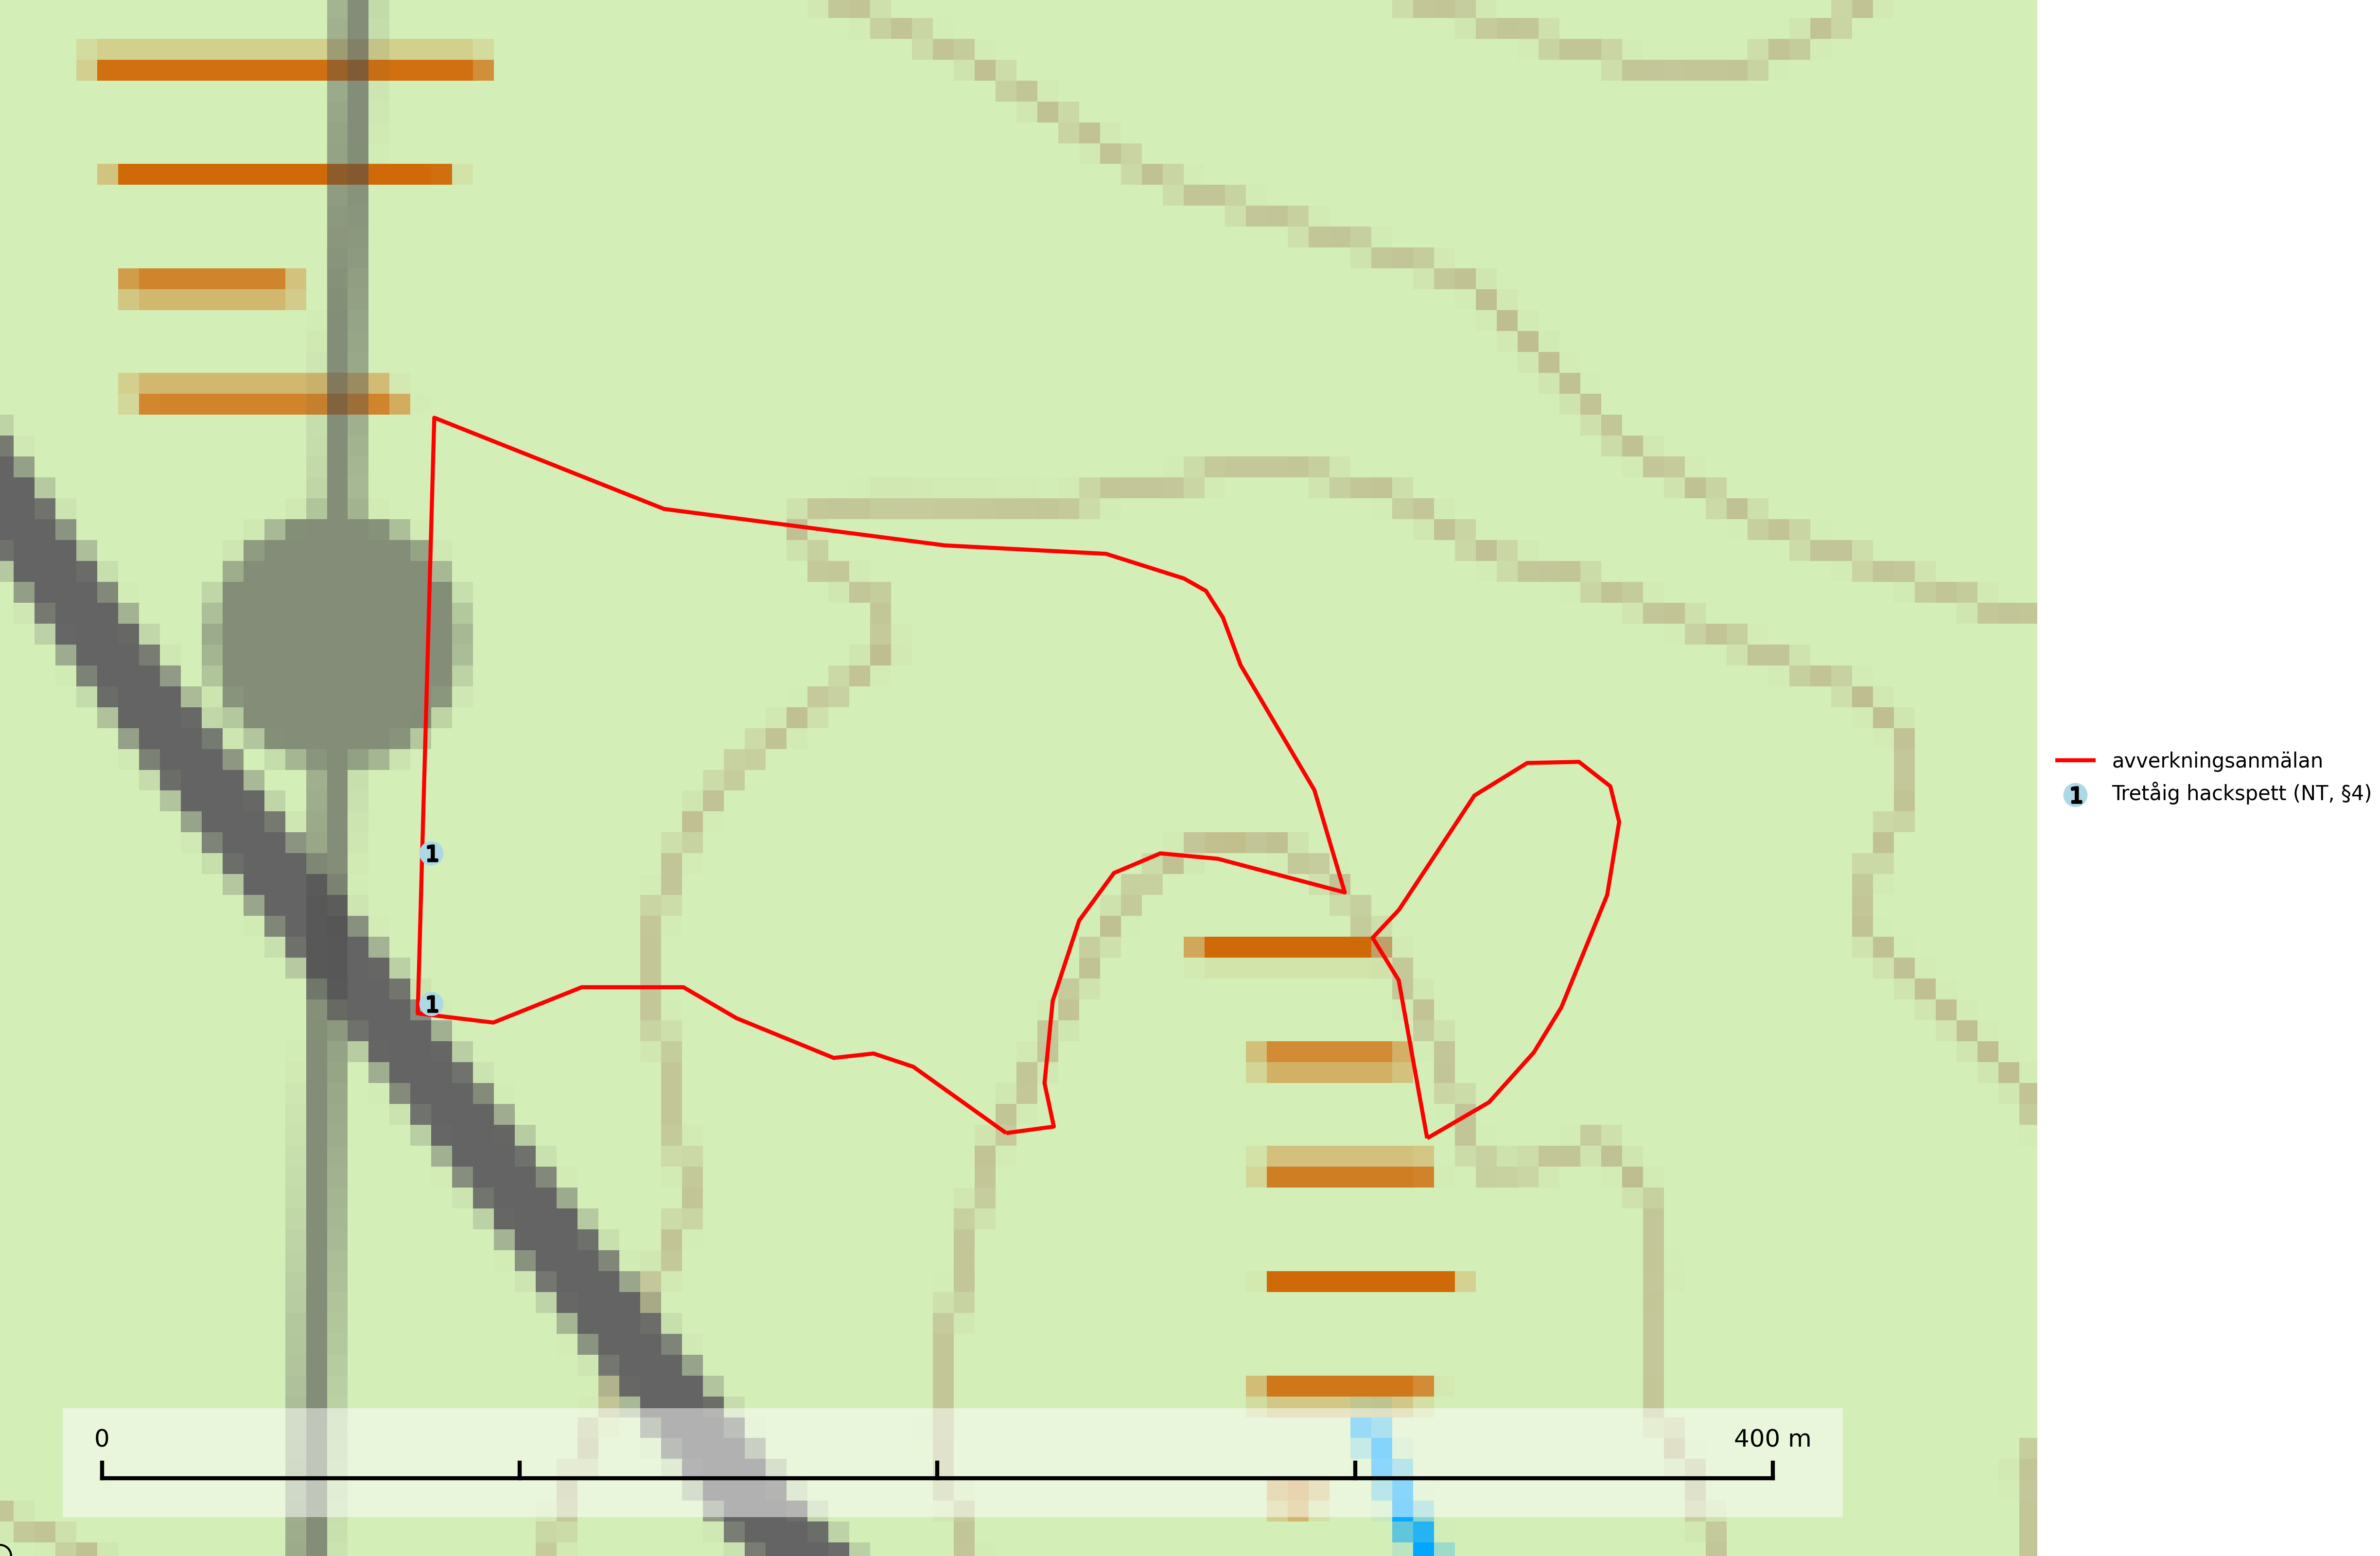 avverkningsanmälan
1 Tretåig hackspett (NT, §4)
1
1
0 400 m